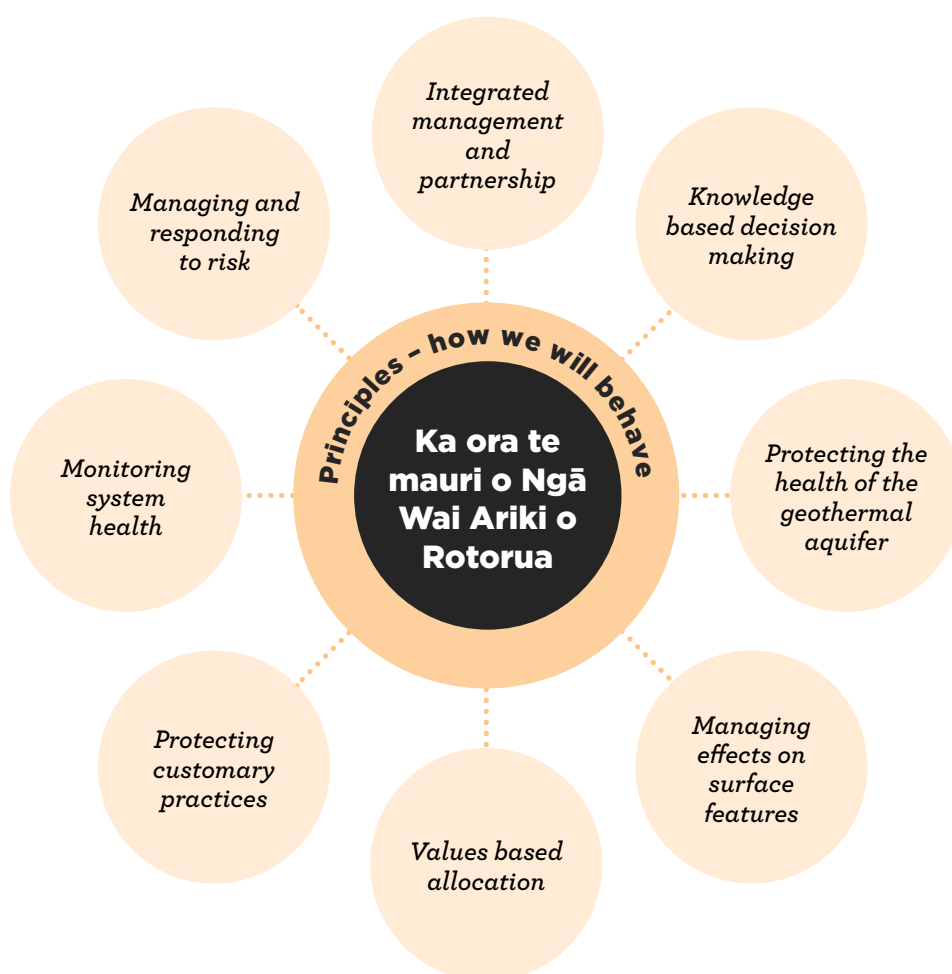 Integrated
management
and
partnership
Knowledge
based decision
making
Protecting the
health of the
geothermal
aquifer
Managing
effects on
surface
features
Values based
allocation
Protecting
customary
practices
Monitoring
system
health
Managing and
responding
to risk
Principles – how we will behave
Ka ora te
mauri o Ngā
Wai Ariki o
Rotorua